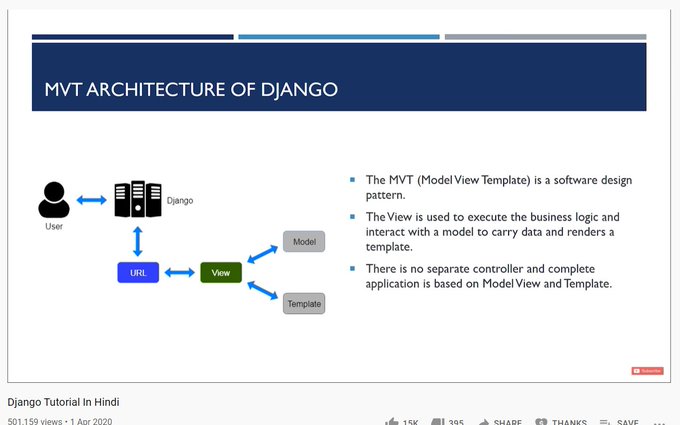 MVT ARCHITECTURE OF DJANGO
User
Django
URL
View
Model
Template
The MVT (Model View Template) is a software design
pattern.
The View is used to execute the business logic and
interact with a model to carry data and renders a
template.
There is no separate controller and complete
application is based on Model View and Template.
Subscribe
Django Tutorial In Hindi
501,159 views • 1 Apr 2020
15K
395
SHARE
THANKS
SAVE